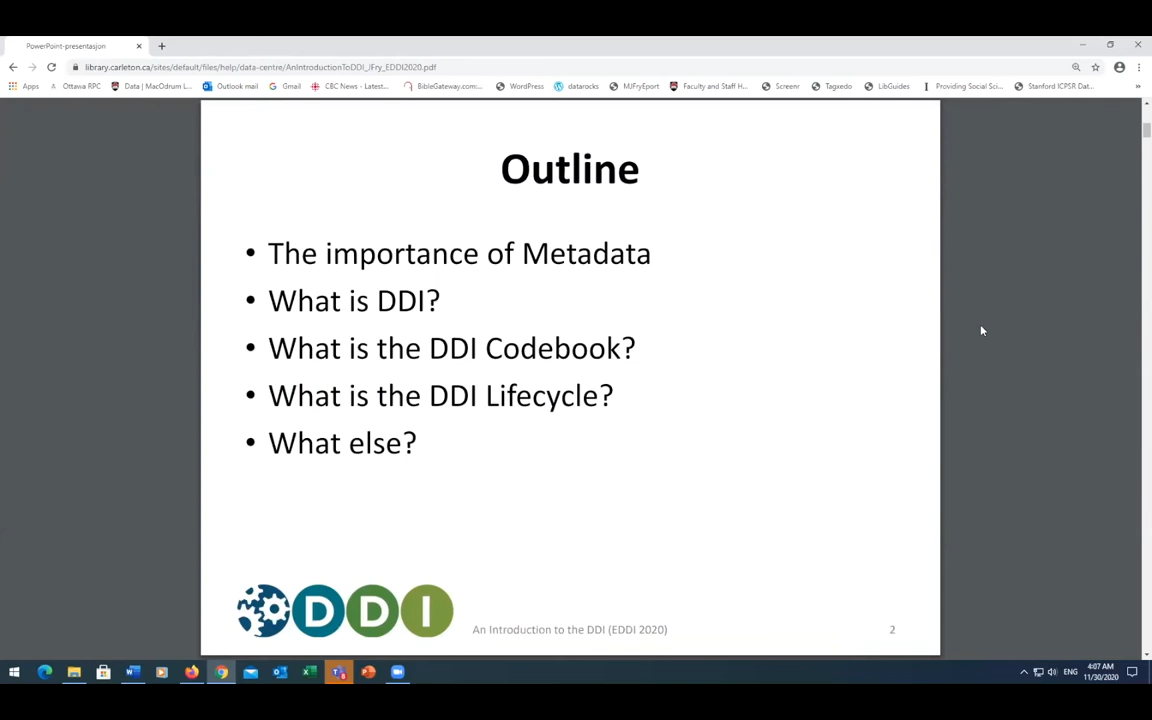 PowerPoint-presentasjon
library.carleton.ca/sites/default/files/help/data-centre/AnIntroductionToDDI_JFry_EDDI2020.pdf
Apps Ottawa RPC Data | MacOdrum L... Outlook mail Gmail CBC News - Latest... BibleGateway.com:... WordPress datarocks MJFryEport Faculty and Staff H... Screenr Tagxedo LibGuides Providing Social Sci... Stanford ICPSR Dat... »
Outline
• The importance of Metadata
• What is DDI?
• What is the DDI Codebook?
• What is the DDI Lifecycle?
• What else?
DDI
An Introduction to the DDI (EDDI 2020) 2
ENG
4:07 AM
11/30/2020